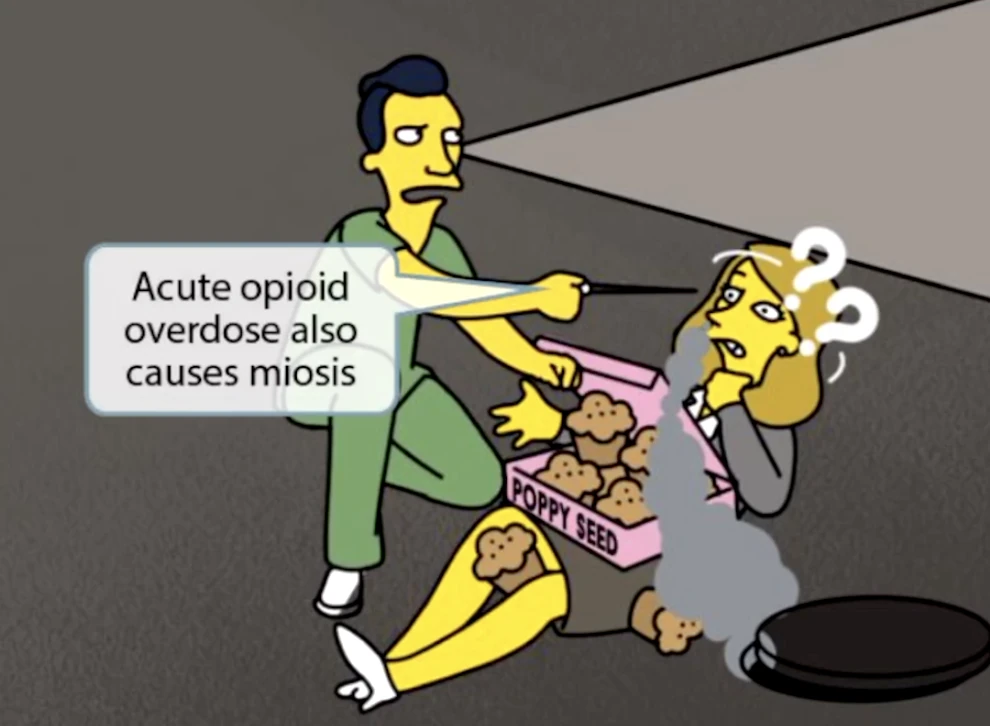 Acute opioid
overdose also
causes miosis
? ?
POPPY SEED